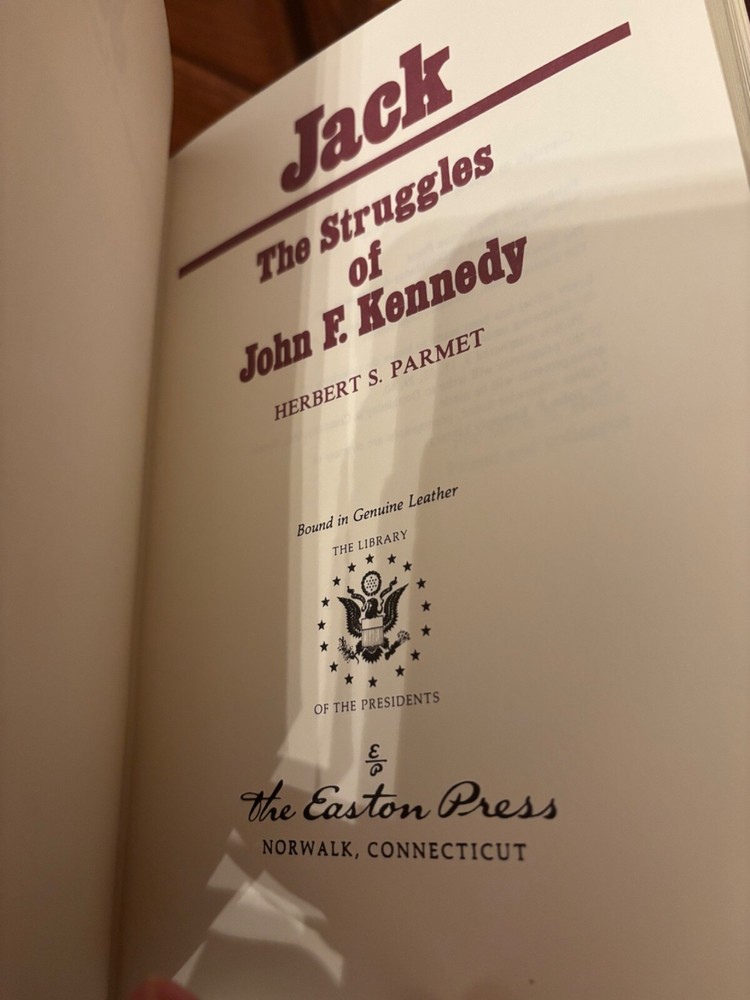 Jack
The Struggles
of
John F. Kennedy
HERBERT S. PARMET
Bound in Genuine Leather
THE LIBRARY
OF THE PRESIDENTS
E
P
The Easton Press
NORWALK, CONNECTICUT